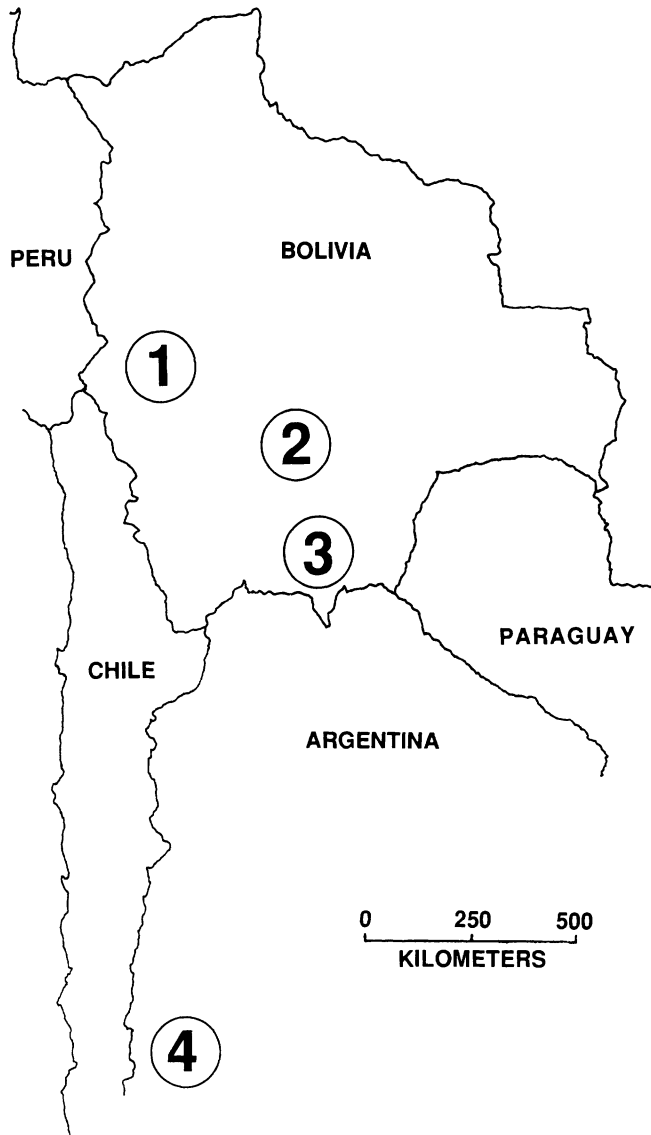 PERU
BOLIVIA
1
2
3
PARAGUAY
CHILE
ARGENTINA
0 250 500
KILOMETERS
4